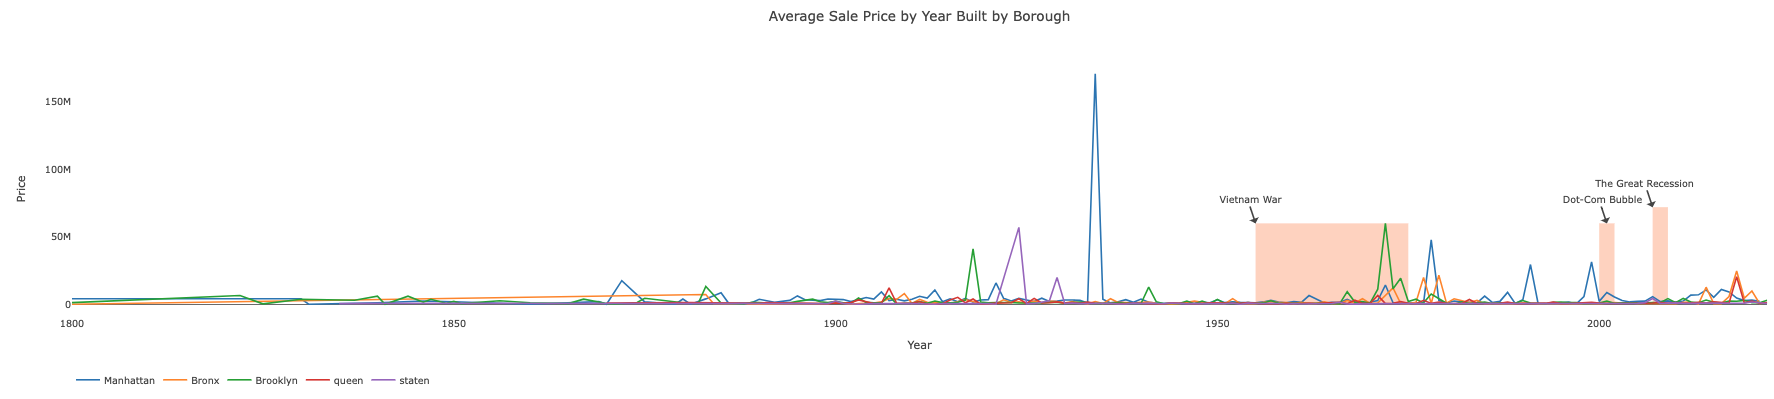 Average Sale Price by Year Built by Borough
150M
100M
50M
0
Price
The Great Recession
Vietnam War
Dot-Com Bubble
1800
1850
1900
1950
2000
Year
Manhattan
Bronx
Brooklyn
queen
staten